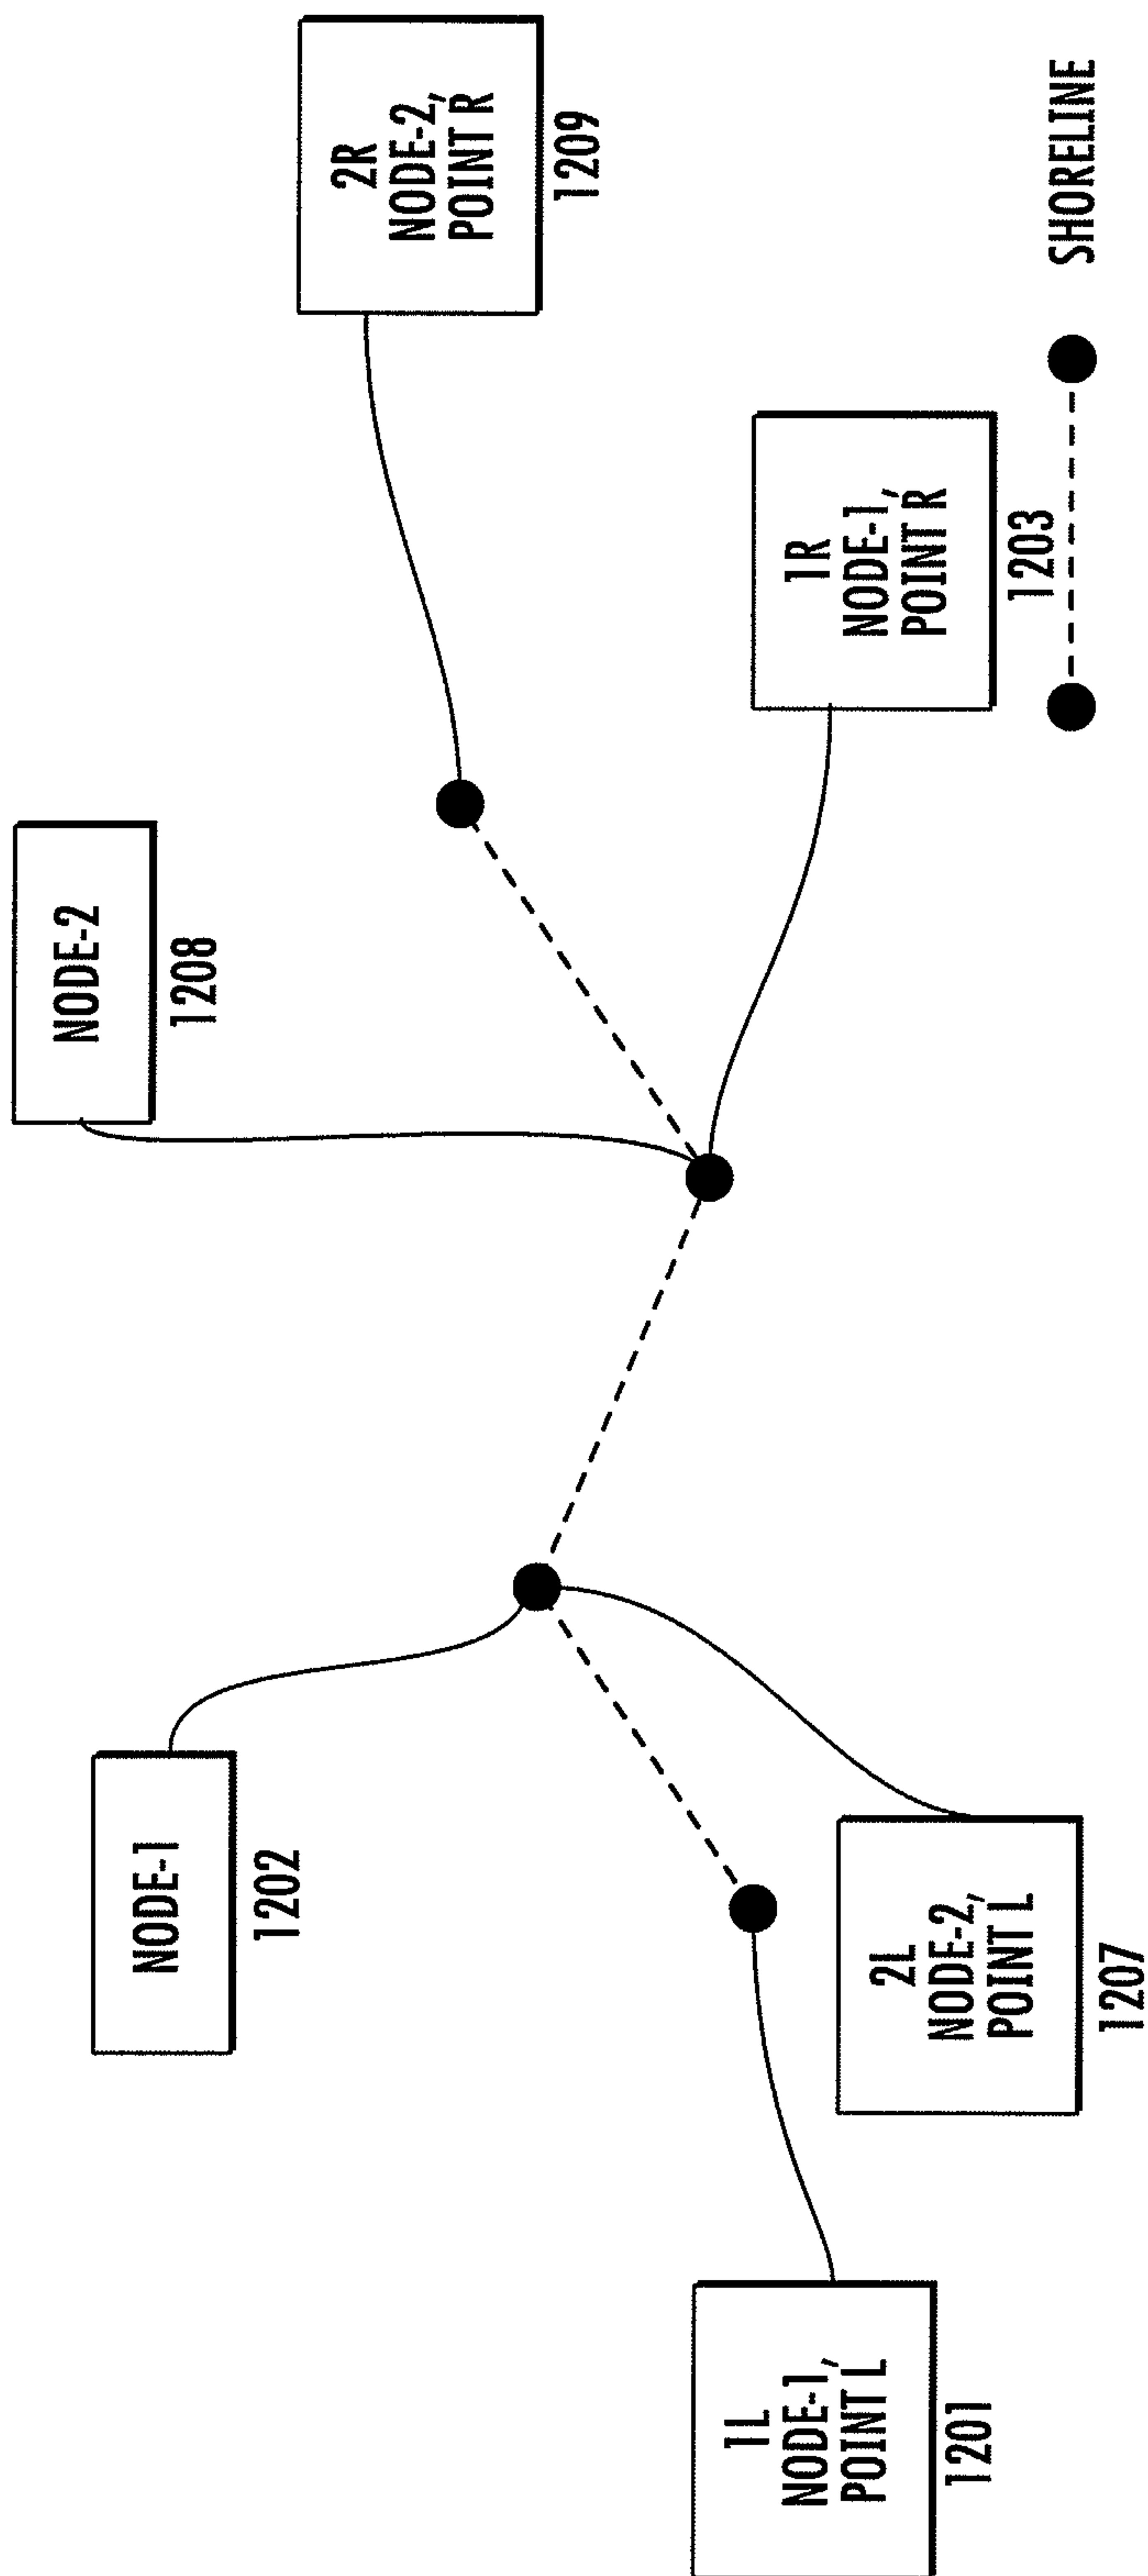 NODE-2
1208
NODE-1
1202
2R
NODE-2,
POINT R
1209
1L
NODE-1,
POINT L
1201
2L
NODE-2,
POINT L
1207
1R
NODE-1,
POINT R
1203
SHORELINE